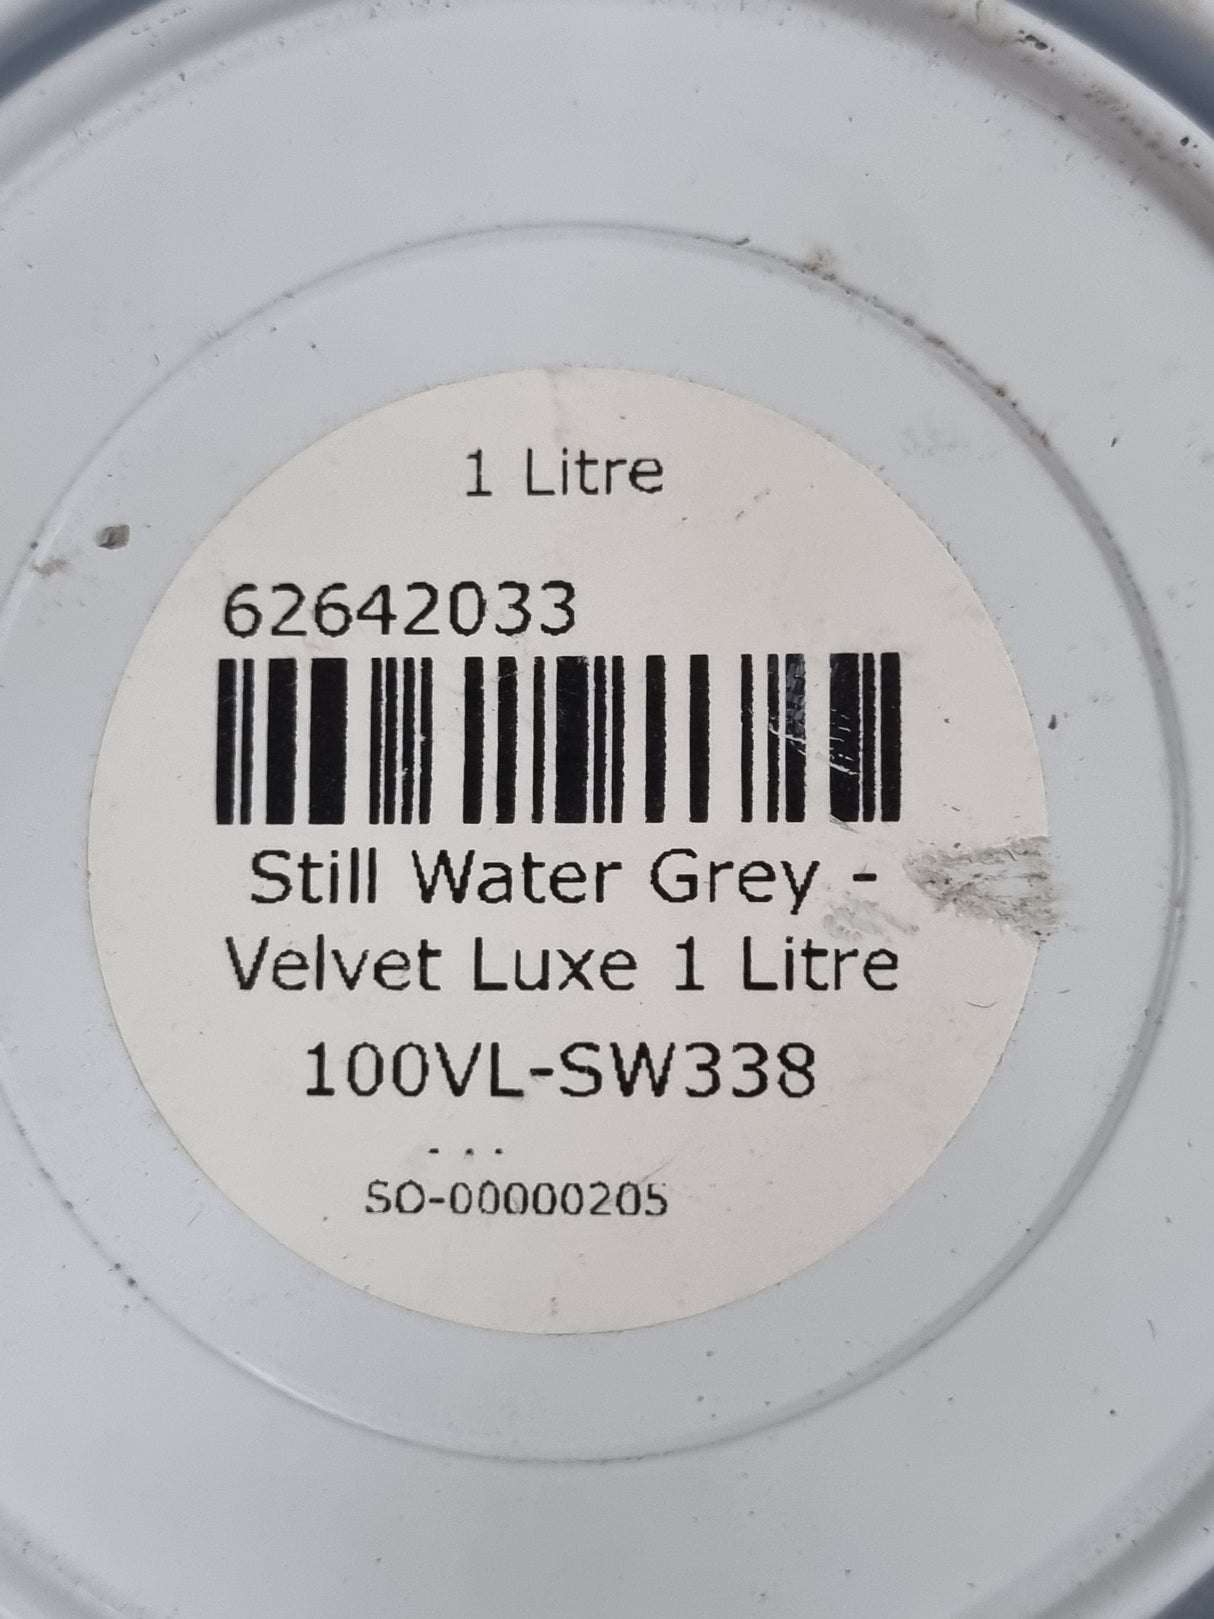 1 Litre
62642033
Still Water Grey -
Velvet Luxe 1 Litre
100VL-SW338
...
SO-00000205